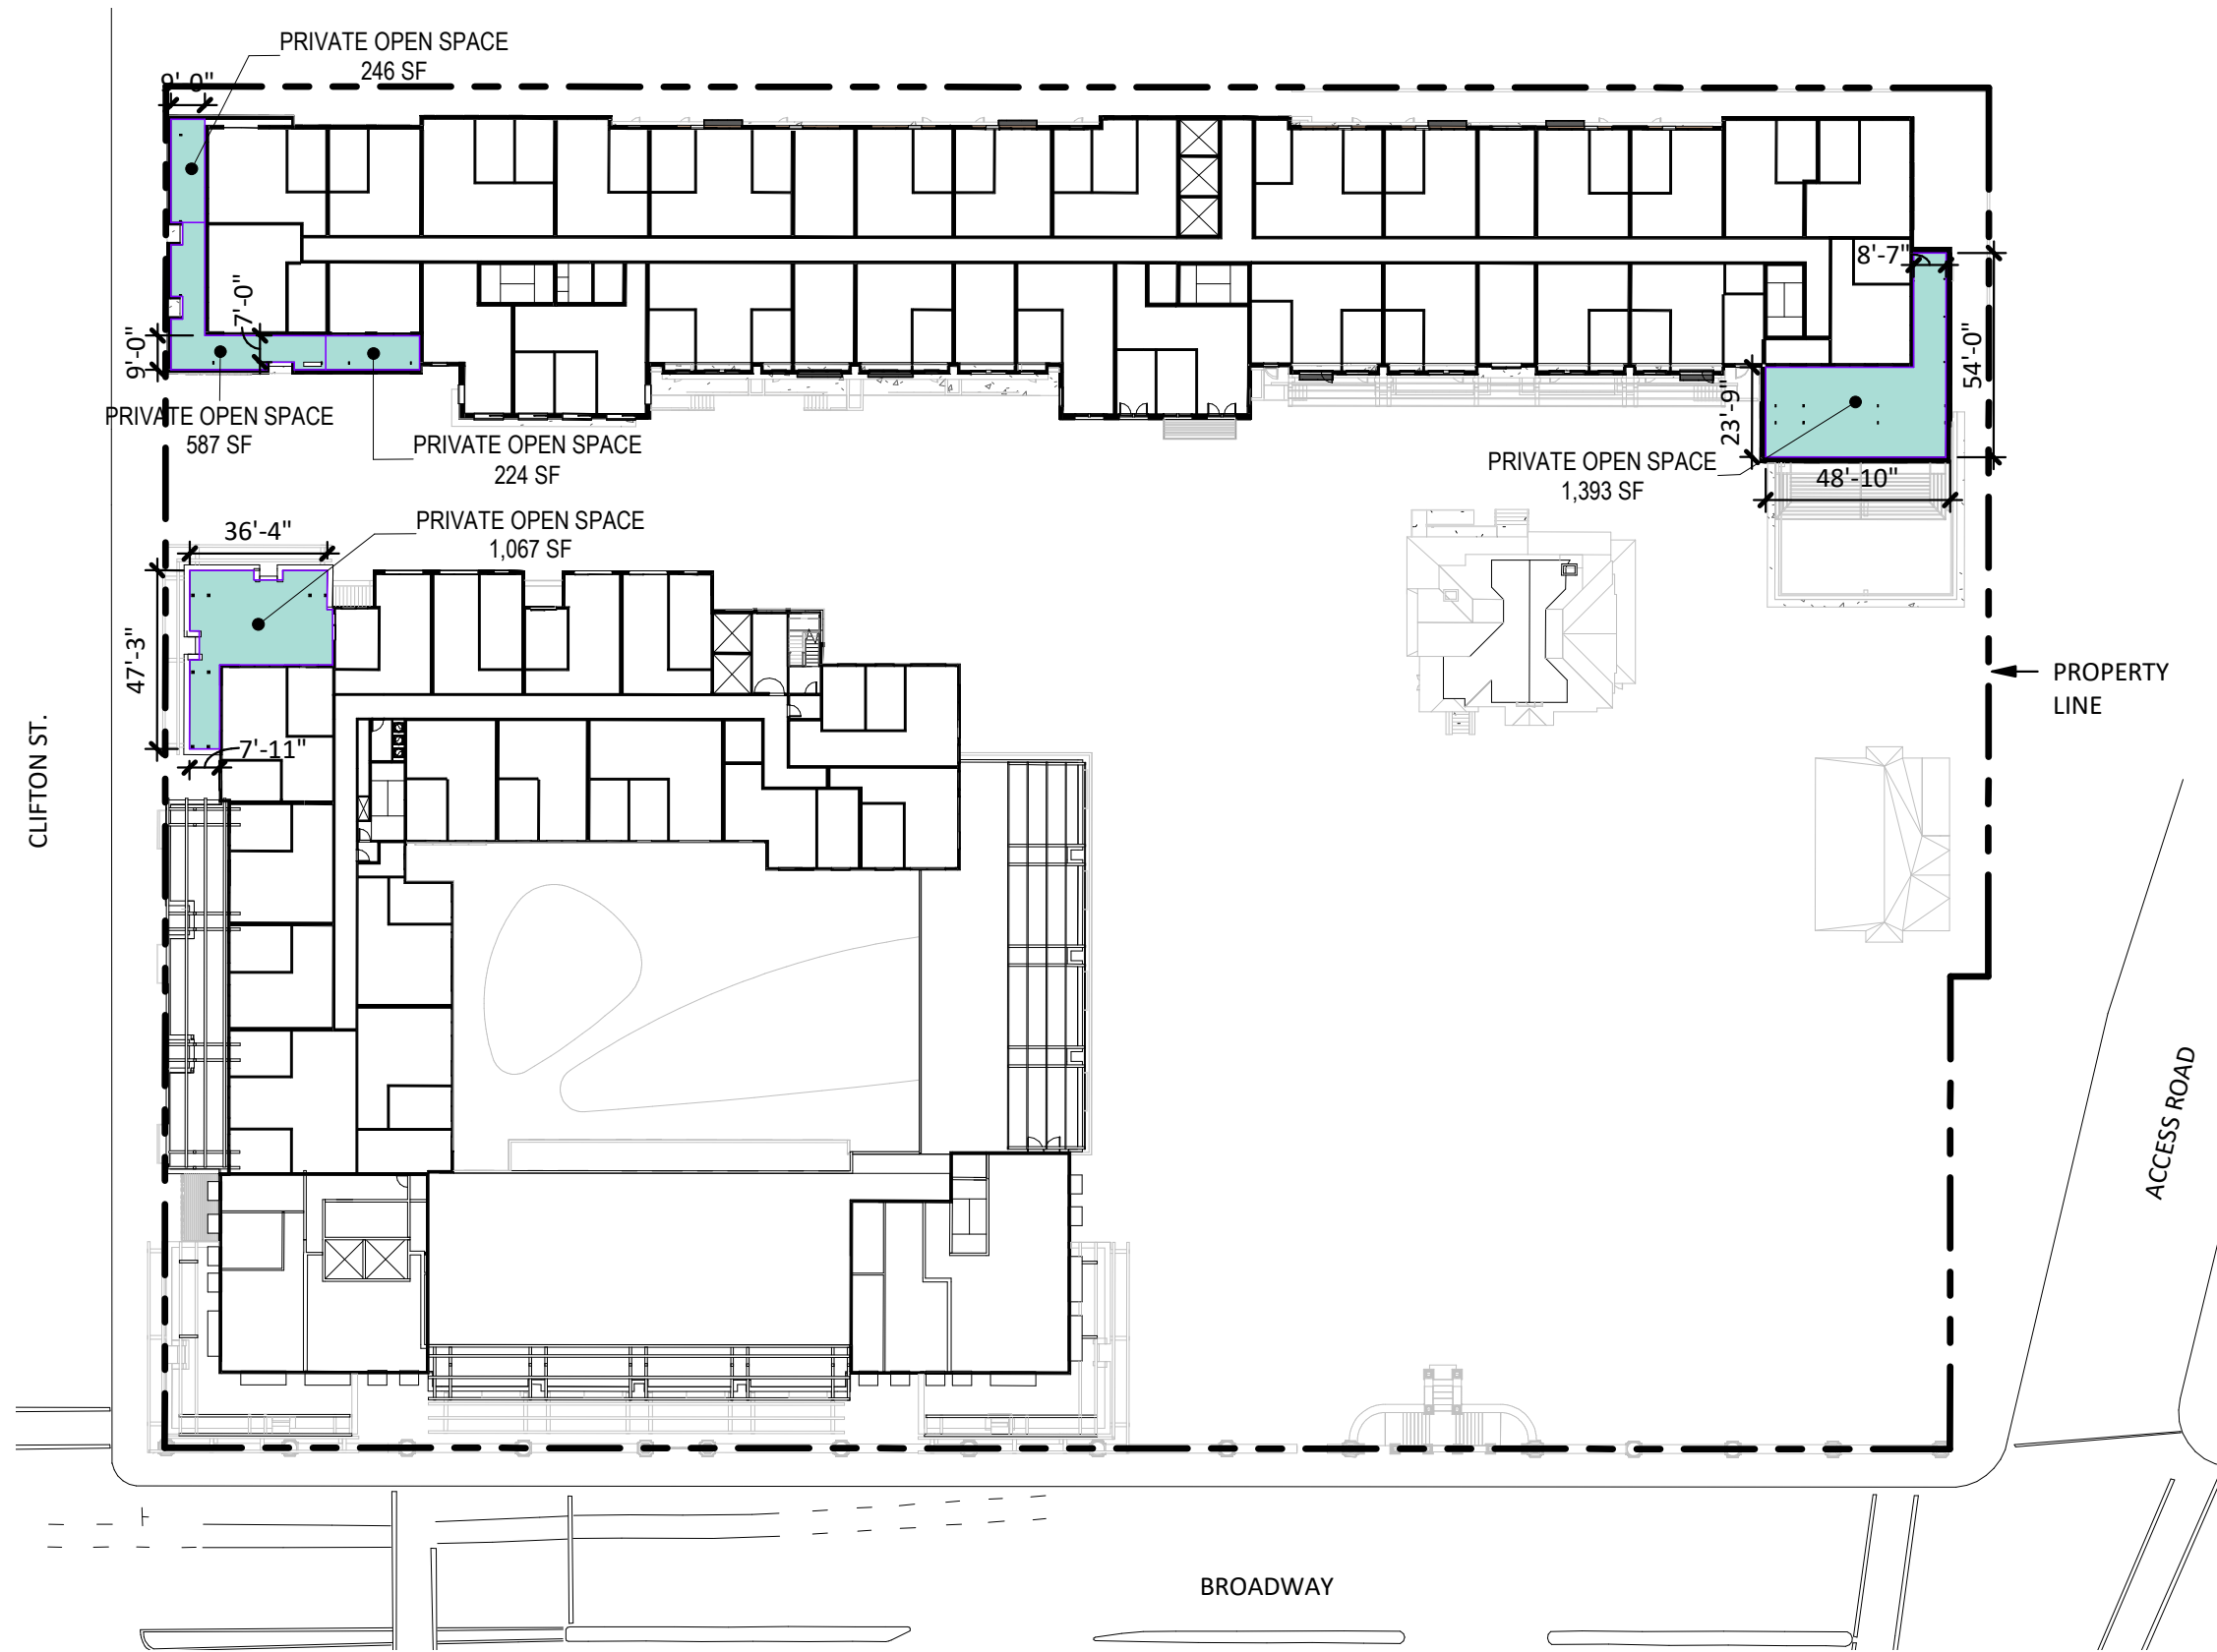 PRIVATE OPEN SPACE
246 SF
9'-0"
8'-7"
7'-0"
9'-0"
54'-0"
PRIVATE OPEN SPACE
587 SF
PRIVATE OPEN SPACE
224 SF
23'-9"
PRIVATE OPEN SPACE
1,393 SF
48'-10"
36'-4"
PRIVATE OPEN SPACE
1,067 SF
47'-3"
7'-11"
PROPERTY
LINE
CLIFTON ST.
ACCESS ROAD
BROADWAY